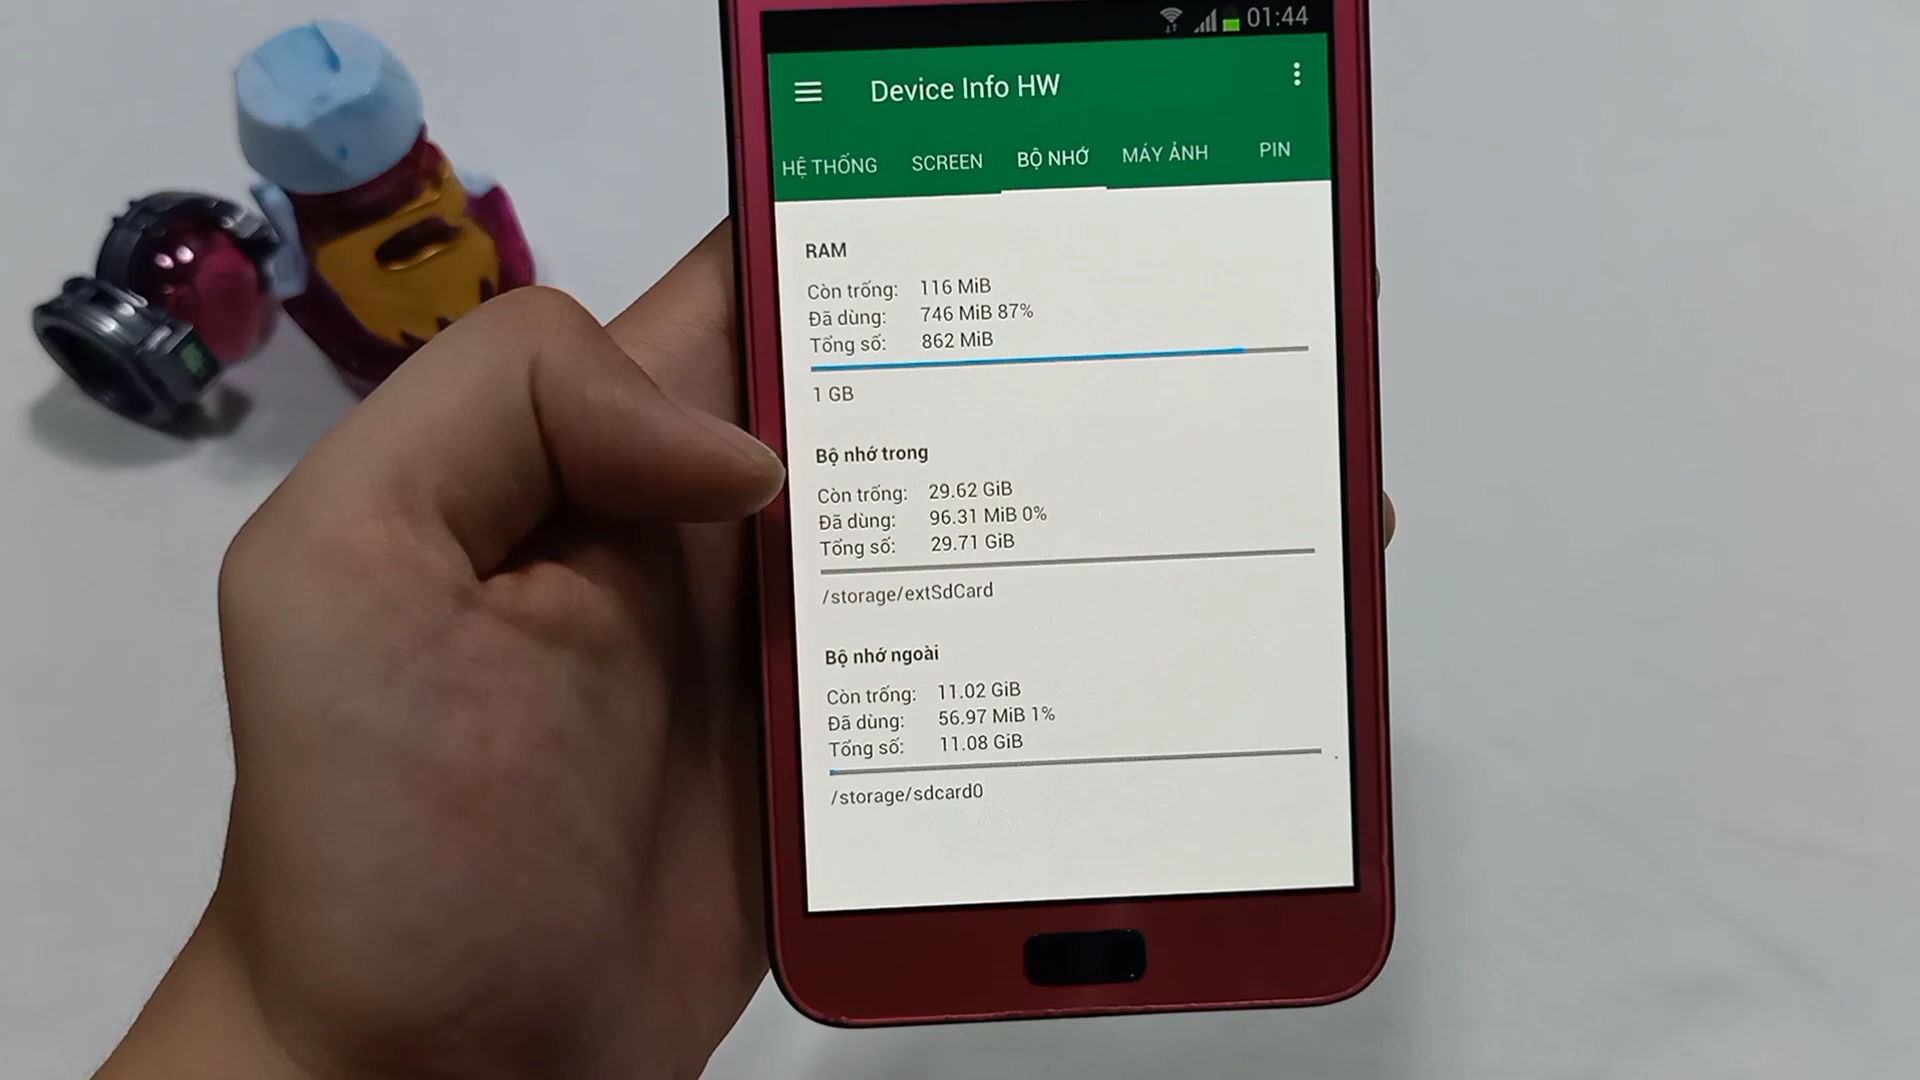 01:44
Device Info HW
HỆ THỐNG SCREEN BỘ NHỚ MÁY ẢNH PIN
RAM
Còn trống: 116 MiB
Đã dùng: 746 MiB 87%
Tổng số: 862 MiB
1 GB
Bộ nhớ trong
Còn trống: 29.62 GiB
Đã dùng: 96.31 MiB 0%
Tổng số: 29.71 GiB
/storage/extSdCard
Bộ nhớ ngoài
Còn trống: 11.02 GiB
Đã dùng: 56.97 MiB 1%
Tổng số: 11.08 GiB
/storage/sdcard0